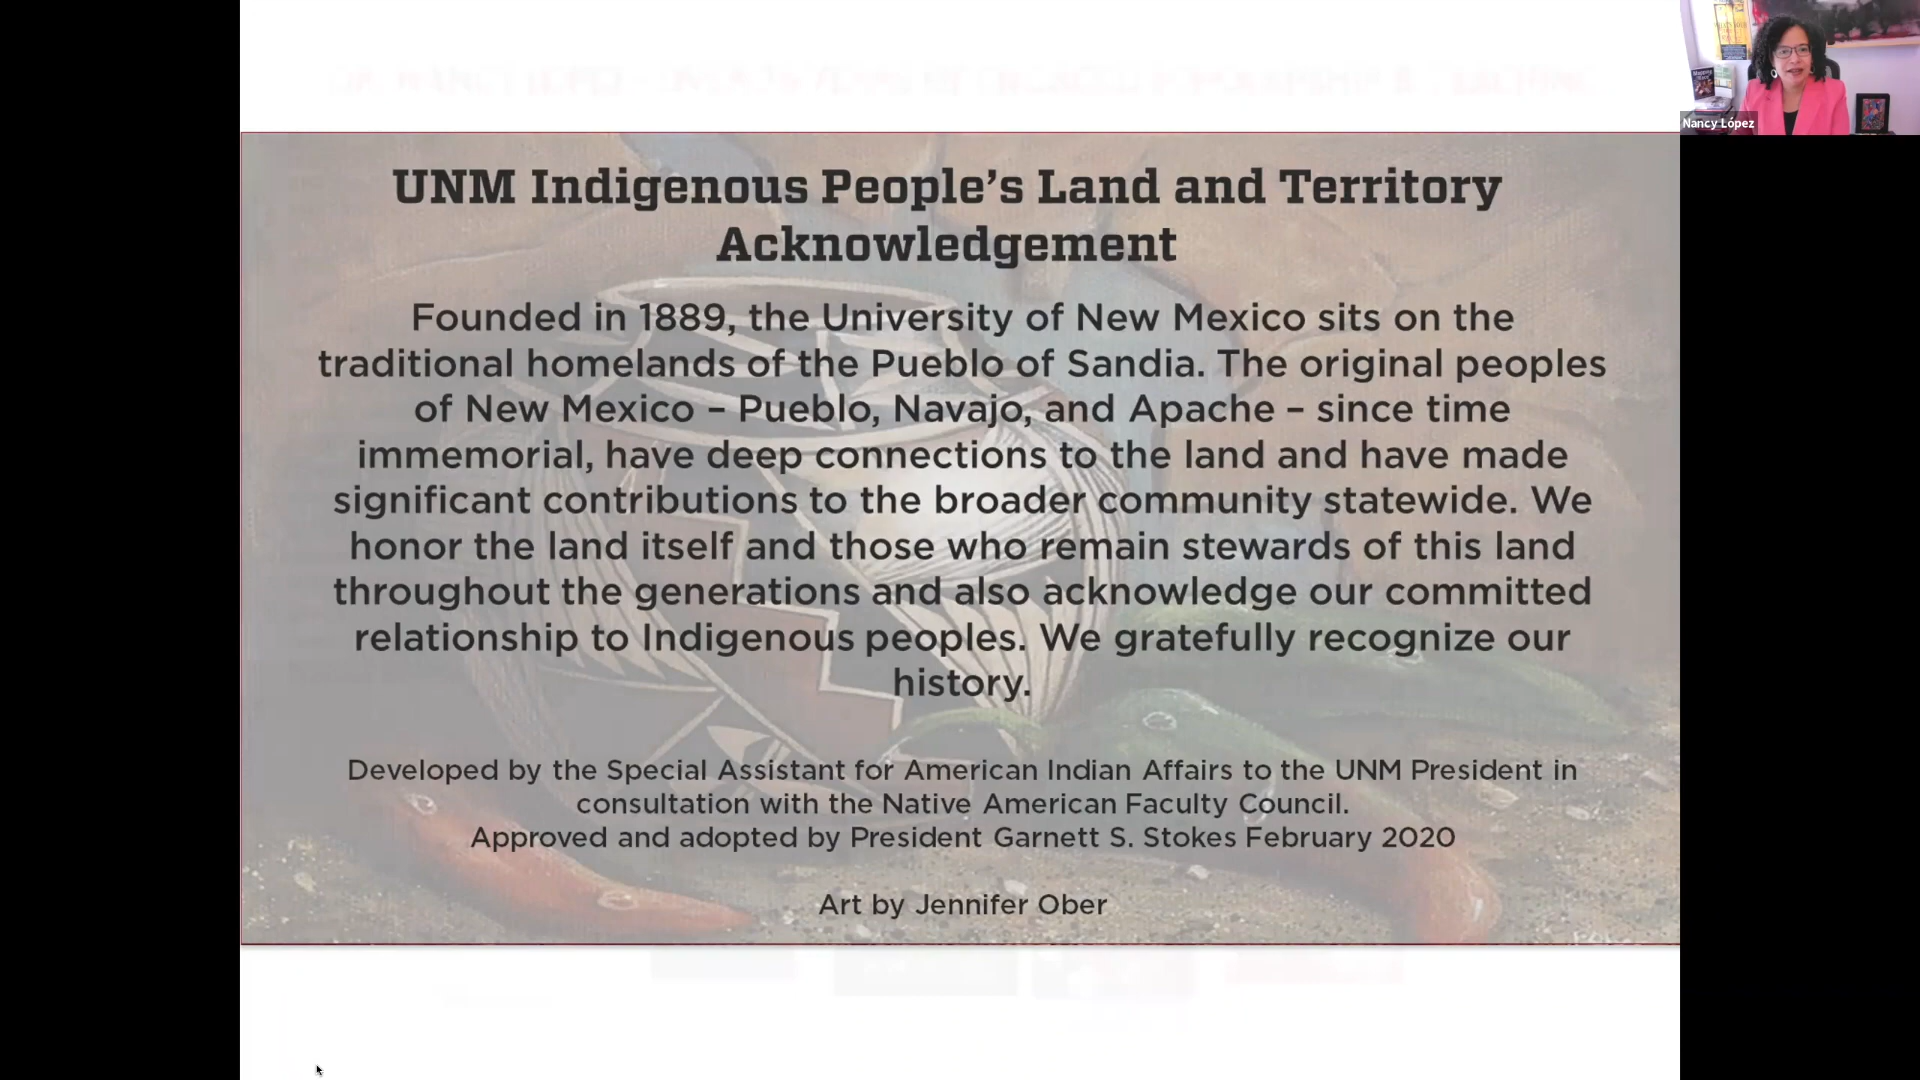 UNM Indigenous People’s Land and Territory
Acknowledgement
Founded in 1889, the University of New Mexico sits on the
traditional homelands of the Pueblo of Sandia. The original peoples
of New Mexico – Pueblo, Navajo, and Apache – since time
immemorial, have deep connections to the land and have made
significant contributions to the broader community statewide. We
honor the land itself and those who remain stewards of this land
throughout the generations and also acknowledge our committed
relationship to Indigenous peoples. We gratefully recognize our
history.
Developed by the Special Assistant for American Indian Affairs to the UNM President in
consultation with the Native American Faculty Council.
Approved and adopted by President Garnett S. Stokes February 2020
Art by Jennifer Ober
Nancy López